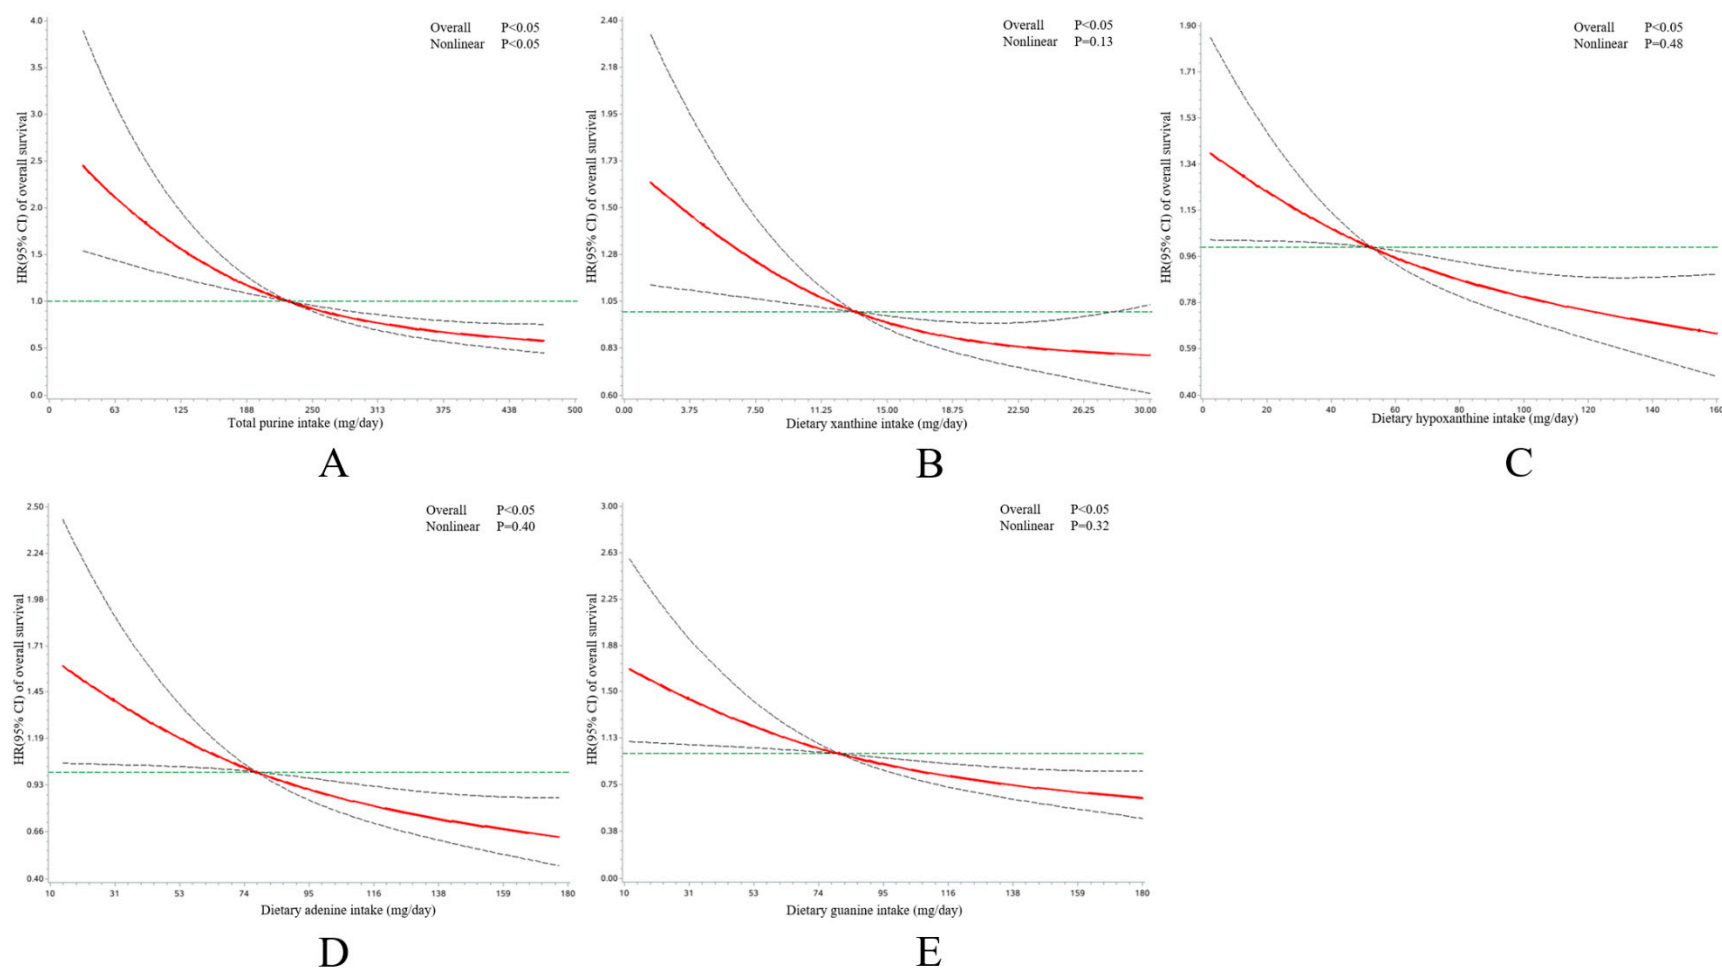 Overall P<0.05
Nonlinear P<0.05
HR(95% CI) of overall survival
4.0
3.5
3.0
2.5
2.0
1.5
1.0
0.5
0.0
0 63 125 188 250 313 375 438 500
Total purine intake (mg/day)
A
Overall P<0.05
Nonlinear P=0.13
HR(95% CI) of overall survival
2.40
2.18
1.95
1.73
1.50
1.28
1.05
0.83
0.60
0.00 3.75 7.50 11.25 15.00 18.75 22.50 26.25 30.00
Dietary xanthine intake (mg/day)
B
Overall P<0.05
Nonlinear P=0.48
HR(95% CI) of overall survival
1.90
1.71
1.53
1.34
1.15
0.96
0.78
0.59
0.40
0 20 40 60 80 100 120 140 160
Dietary hypoxanthine intake (mg/day)
C
Overall P<0.05
Nonlinear P=0.40
HR(95% CI) of overall survival
2.50
2.24
1.98
1.71
1.45
1.19
0.93
0.66
0.40
10 31 53 74 95 116 138 159 180
Dietary adenine intake (mg/day)
D
Overall P<0.05
Nonlinear P=0.32
HR(95% CI) of overall survival
3.00
2.63
2.25
1.88
1.50
1.13
0.75
0.38
0.00
10 31 53 74 95 116 138 159 180
Dietary guanine intake (mg/day)
E